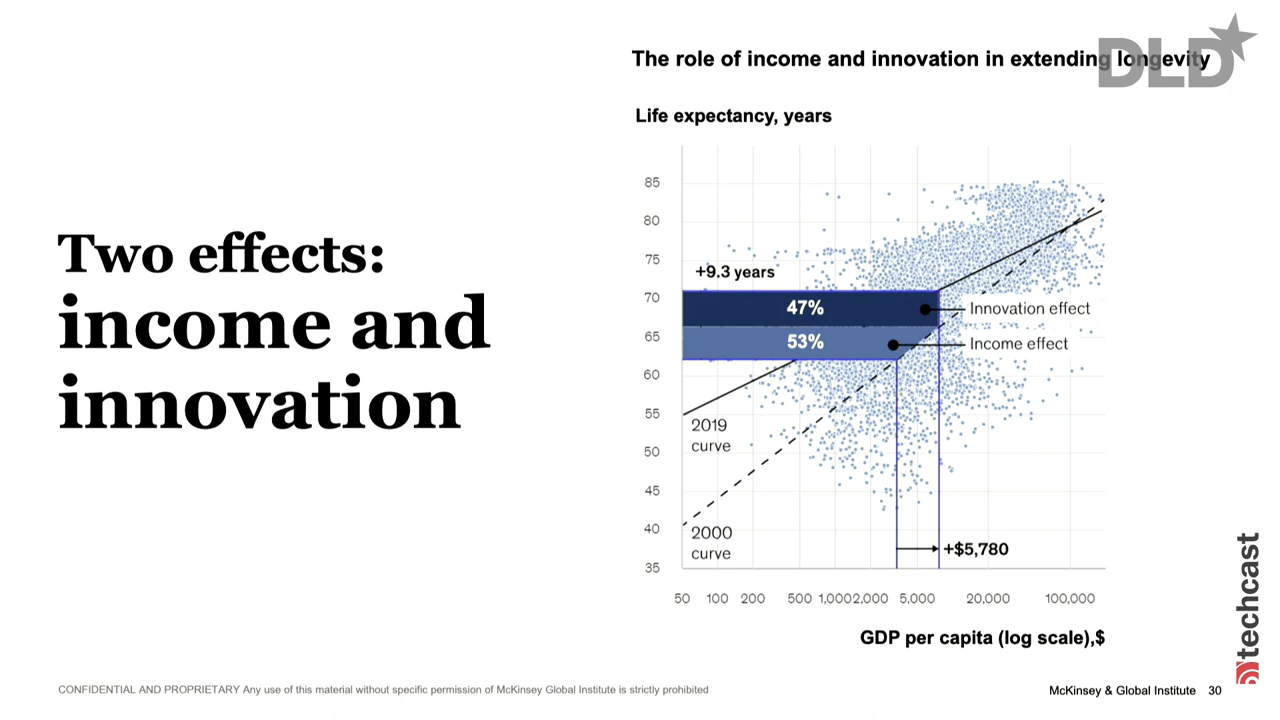 The role of income and innovation in extending longevity
DLD
Life expectancy, years
Two effects:
income and
innovation
85
80
75
70
65
60
55
50
45
40
35
+9.3 years
47%
53%
Innovation effect
Income effect
2019
curve
2000
curve
+$5,780
50 100 200 500 1,000 2,000 5,000 20,000 100,000
GDP per capita (log scale),$
techcast
CONFIDENTIAL AND PROPRIETARY Any use of this material without specific permission of McKinsey Global Institute is strictly prohibited
McKinsey & Global Institute 30